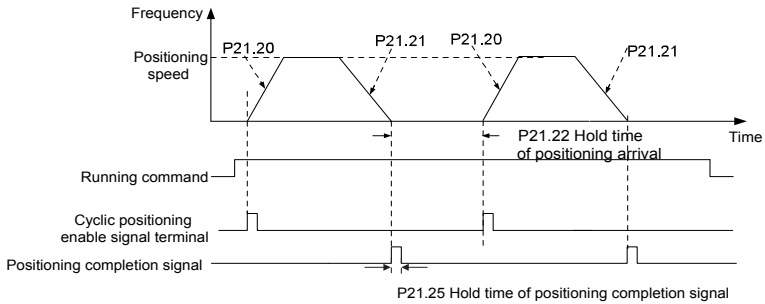 Frequency
P21.20
P21.21
P21.20
P21.21
Positioning
speed
Time
P21.22 Hold time
of positioning arrival
Running command
Cyclic positioning
enable signal terminal
Positioning completion signal
P21.25 Hold time of positioning completion signal